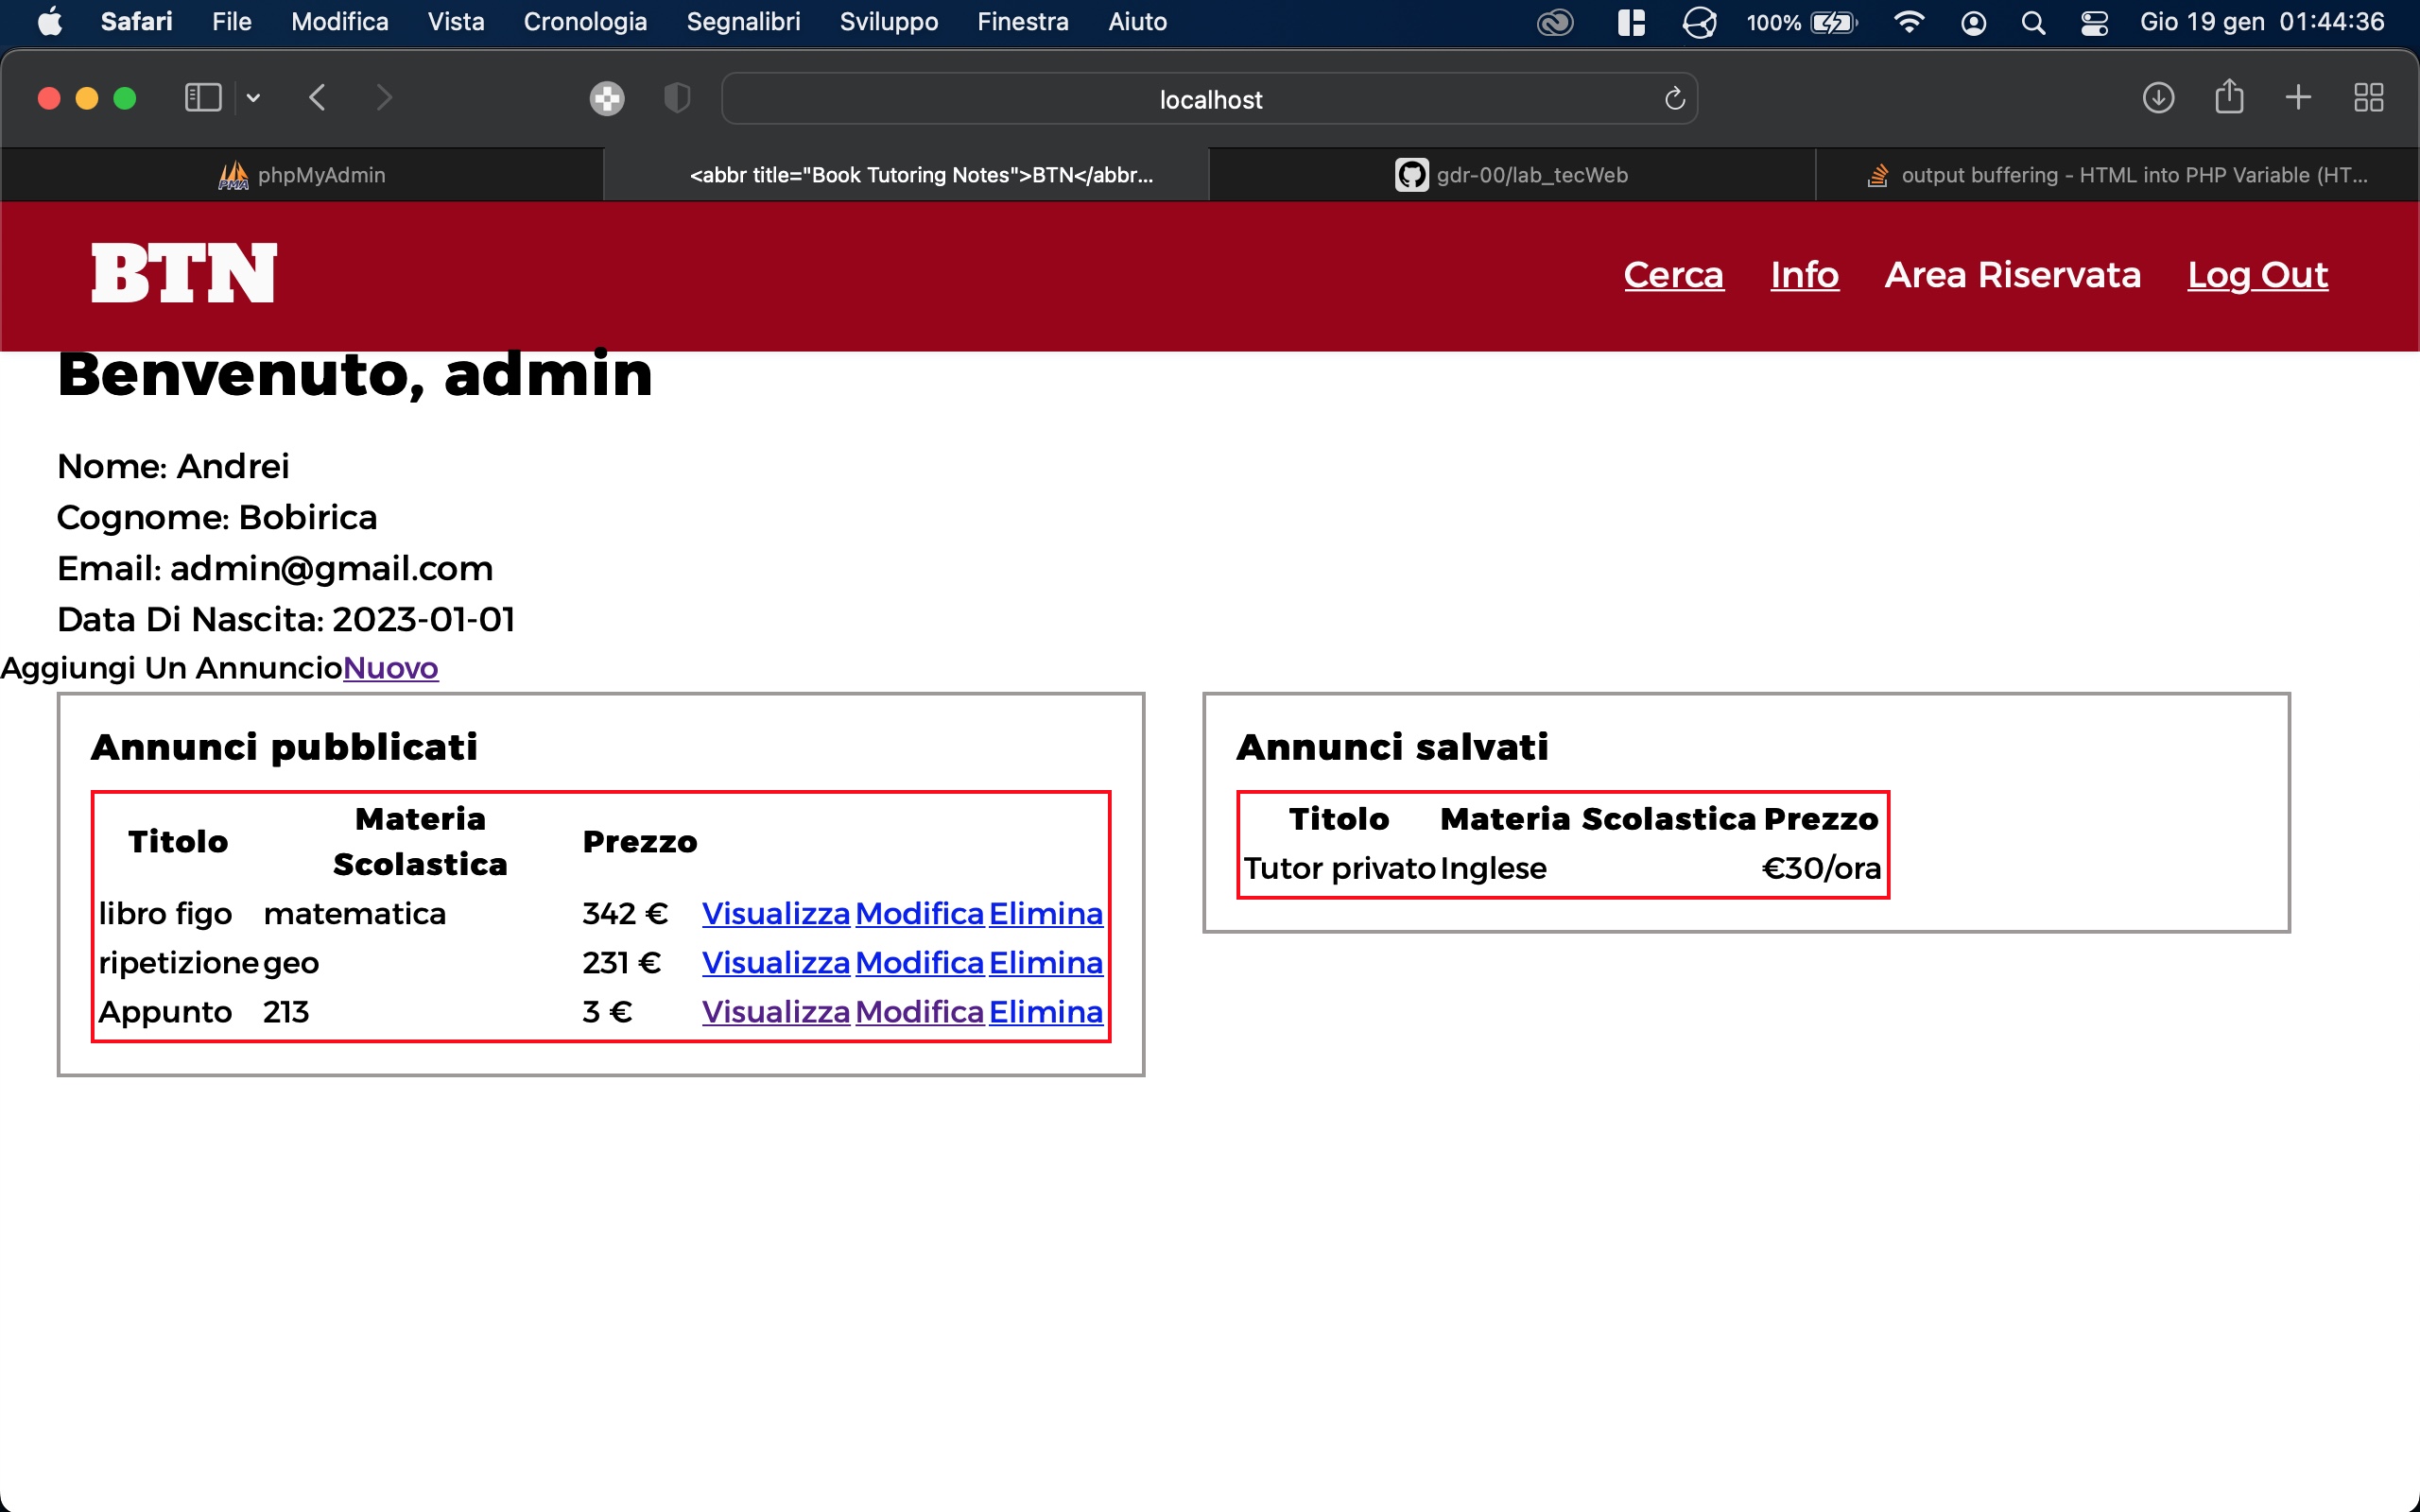 Safari File Modifica Vista Cronologia Segnalibri Sviluppo Finestra Aiuto 100% Gio 19 gen 01:44:36
localhost
phpMyAdmin <abbr title="Book Tutoring Notes">BTN</abbr... gdr-00/lab_tecWeb output buffering - HTML into PHP Variable (HT...
BTN Cerca Info Area Riservata Log Out
Benvenuto, admin
Nome: Andrei
Cognome: Bobirica
Email: admin@gmail.com
Data Di Nascita: 2023-01-01
Aggiungi Un AnnuncioNuovo
Annunci pubblicati
Titolo Materia Scolastica Prezzo
libro figo matematica 342 € Visualizza Modifica Elimina
ripetizione geo 231 € Visualizza Modifica Elimina
Appunto 213 3 € Visualizza Modifica Elimina
Annunci salvati
Titolo Materia Scolastica Prezzo
Tutor privato Inglese €30/ora